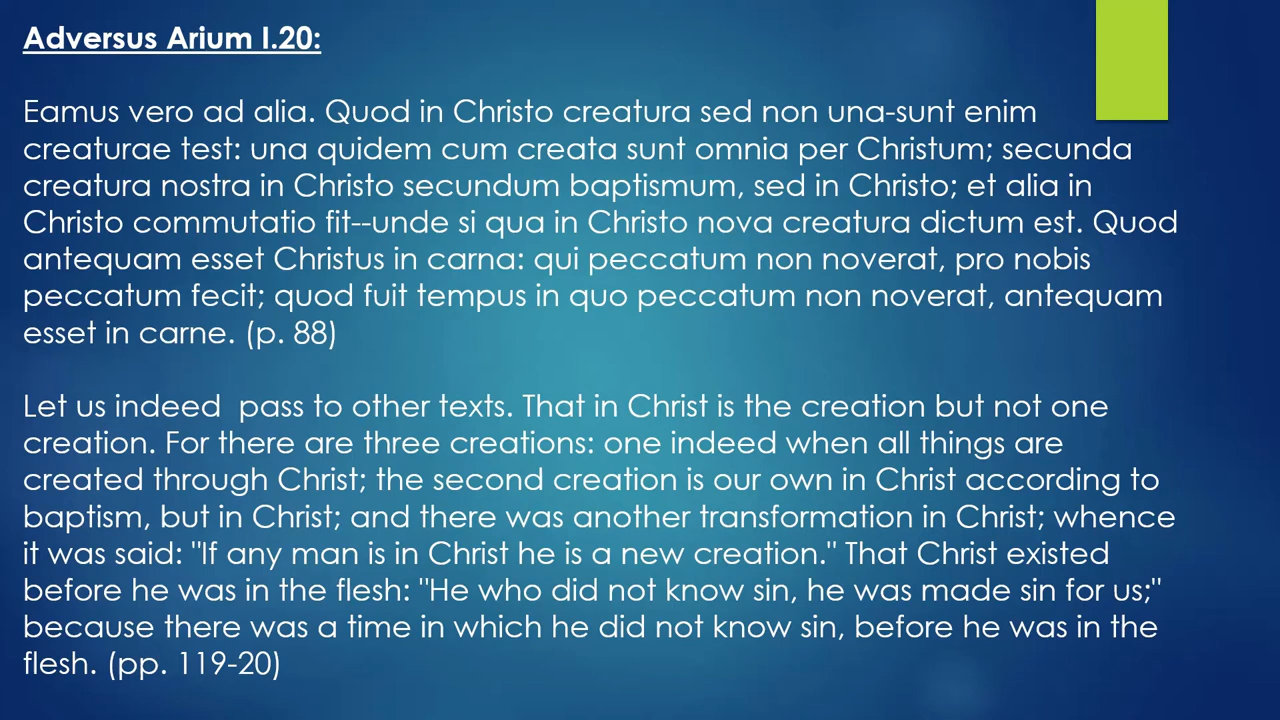 Adversus Arium I.20:
Eamus vero ad alia. Quod in Christo creatura sed non una-sunt enim
creaturae test: una quidem cum creata sunt omnia per Christum; secunda
creatura nostra in Christo secundum baptismum, sed in Christo; et alia in
Christo commutatio fit--unde si qua in Christo nova creatura dictum est. Quod
antequam esset Christus in carna: qui peccatum non noverat, pro nobis
peccatum fecit; quod fuit tempus in quo peccatum non noverat, antequam
esset in carne. (p. 88)
Let us indeed  pass to other texts. That in Christ is the creation but not one
creation. For there are three creations: one indeed when all things are
created through Christ; the second creation is our own in Christ according to
baptism, but in Christ; and there was another transformation in Christ; whence
it was said: "If any man is in Christ he is a new creation." That Christ existed
before he was in the flesh: "He who did not know sin, he was made sin for us;"
because there was a time in which he did not know sin, before he was in the
flesh. (pp. 119-20)